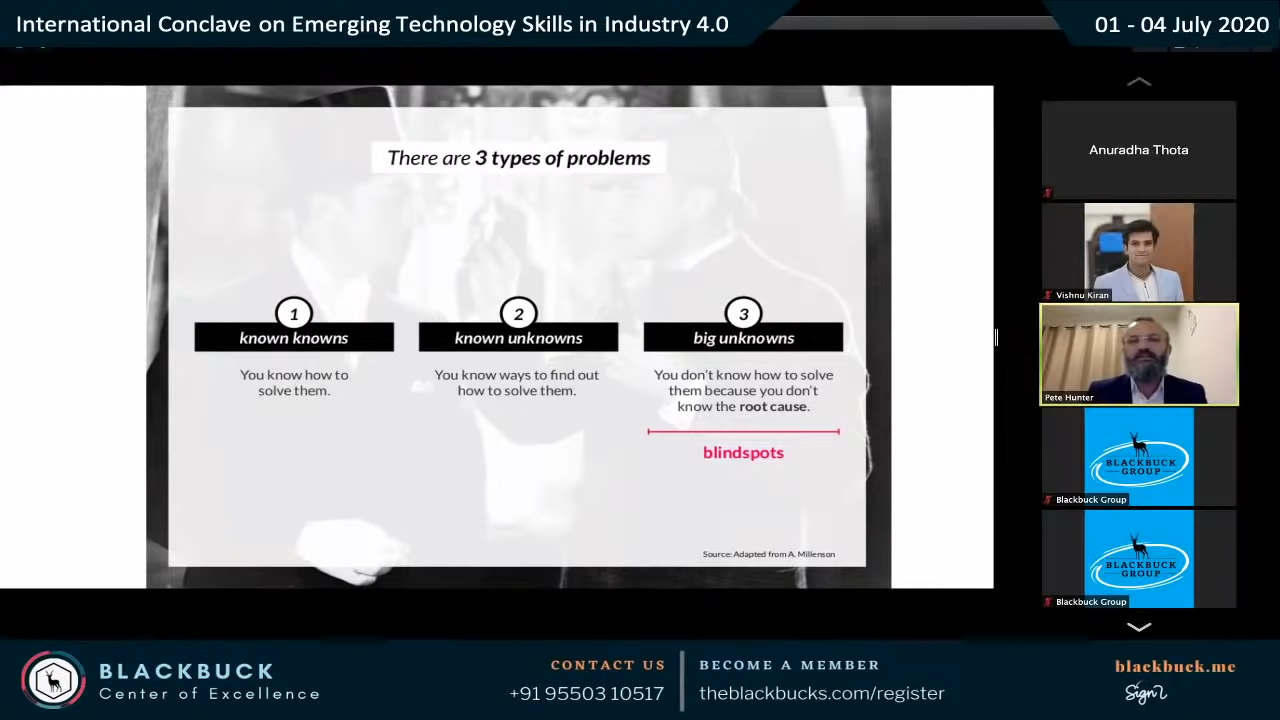 International Conclave on Emerging Technology Skills in Industry 4.0
01 - 04 July 2020
There are 3 types of problems
1
known knowns
You know how to
solve them.
2
known unknowns
You know ways to find out
how to solve them.
3
big unknowns
You don't know how to solve
them because you don't
know the root cause.
blindspots
Source: Adapted from A. Millenson
Anuradha Thota
Vishnu Kiran
Pete Hunter
BLACKBUCK
GROUP
Blackbuck Group
BLACKBUCK
GROUP
Blackbuck Group
BLACKBUCK
Center of Excellence
CONTACT US
+91 95503 10517
BECOME A MEMBER
theblackbucks.com/register
blackbuck.me